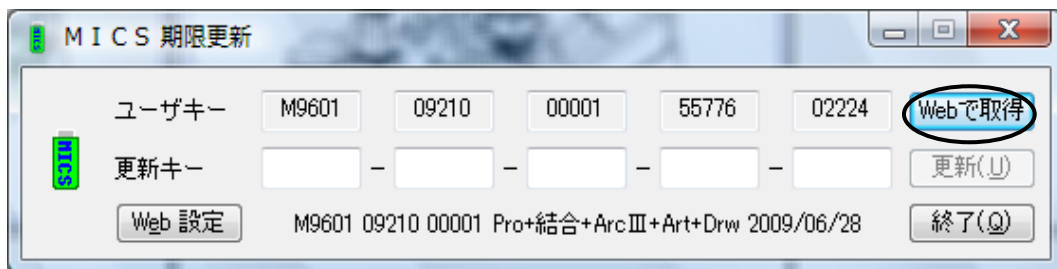 MICS 期限更新
ユーザキー M9601 09210 00001 55776 02224 Webで取得
MICS
更新キー - - - - 更新(U)
Web 設定 M9601 09210 00001 Pro+結合+ArcⅢ+Art+Drw 2009/06/28 終了(Q)